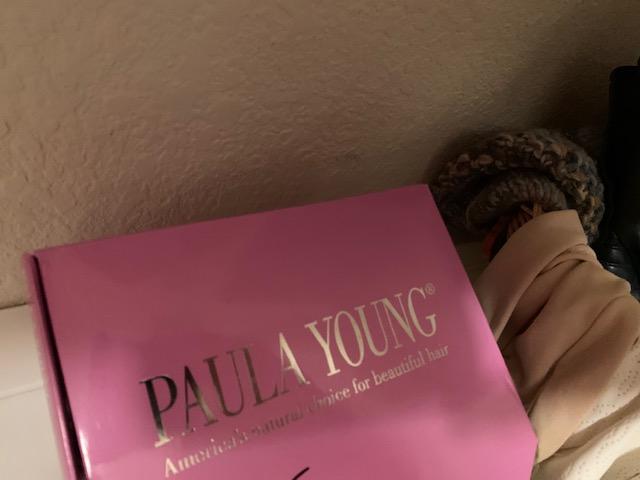 PAULA YOUNG®
America's natural choice for beautiful hair